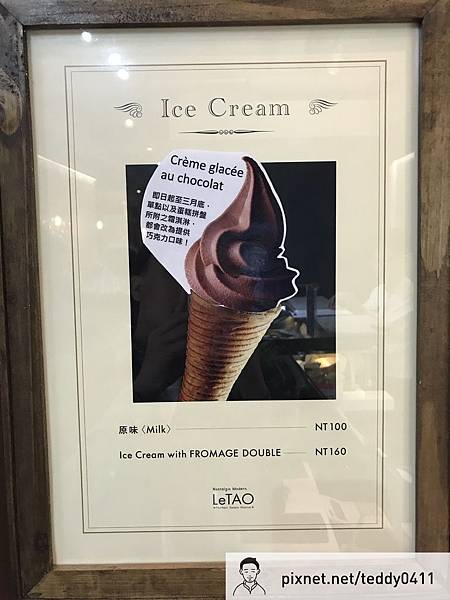 Ice Cream
Crème glacée
au chocolat
即日起至三月底，
單點以及蛋糕拼盤
所附之霜淇淋，
都會改為提供
巧克力口味！
原味〈Milk〉 NT100
Ice Cream with FROMAGE DOUBLE NT160
Nostalgic Modern
LeTAO
pixnet.net/teddy0411